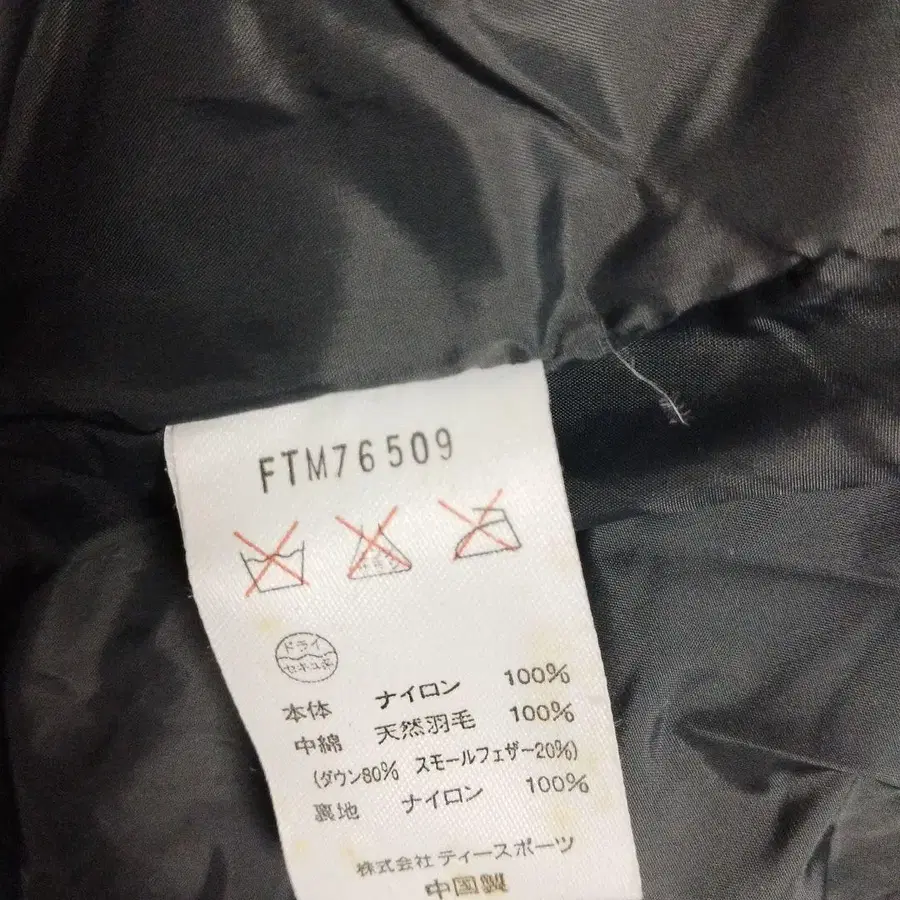 FTM76509
ドライ
セキユ系
本体 ナイロン 100%
中綿 天然羽毛 100%
(ダウン80% スモールフェザー20%)
裏地 ナイロン 100%
株式会社ティースポーツ
中国製